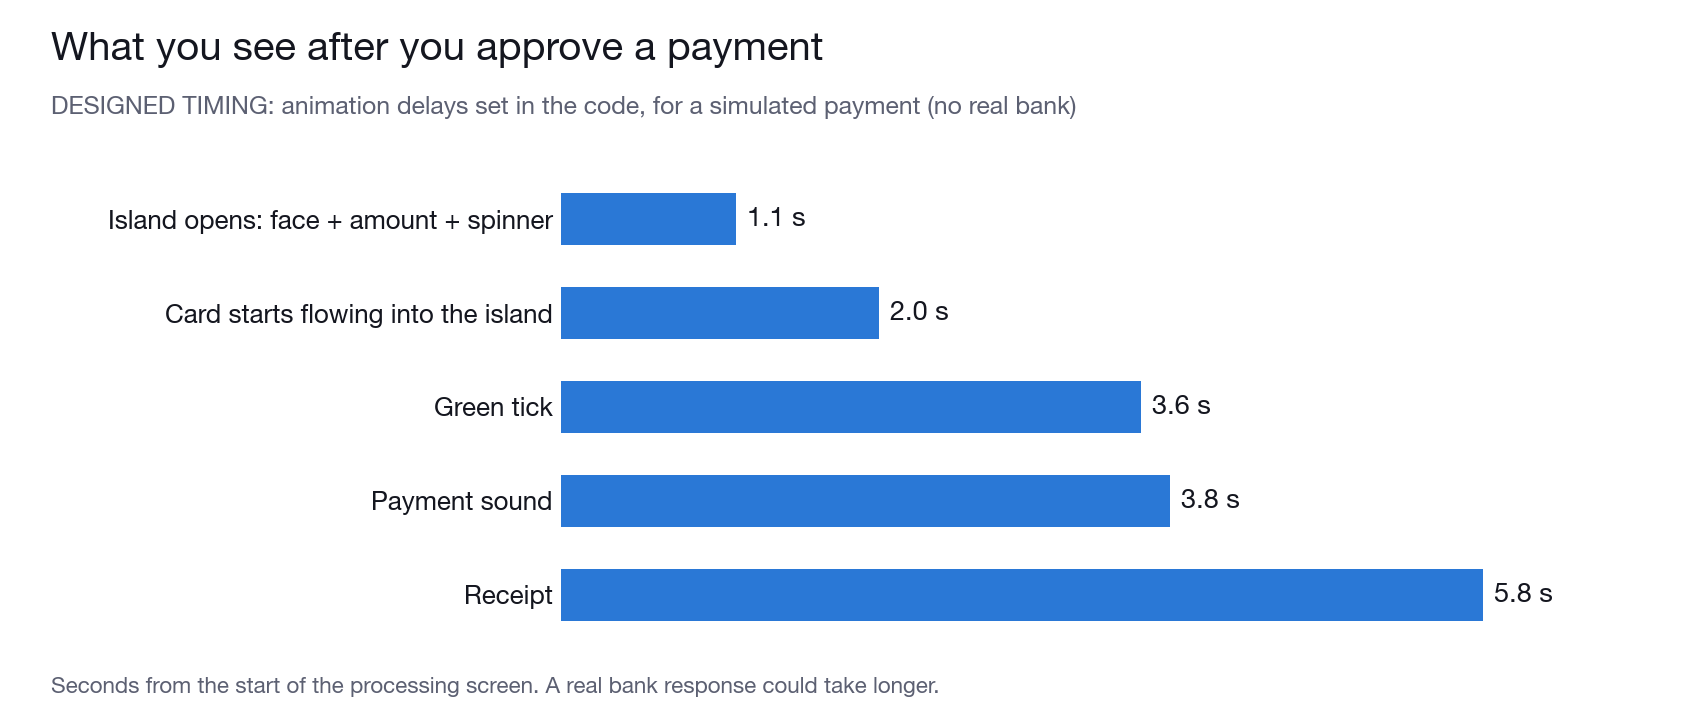 What you see after you approve a payment
DESIGNED TIMING: animation delays set in the code, for a simulated payment (no real bank)
Island opens: face + amount + spinner 1.1 s
Card starts flowing into the island 2.0 s
Green tick 3.6 s
Payment sound 3.8 s
Receipt 5.8 s
Seconds from the start of the processing screen. A real bank response could take longer.